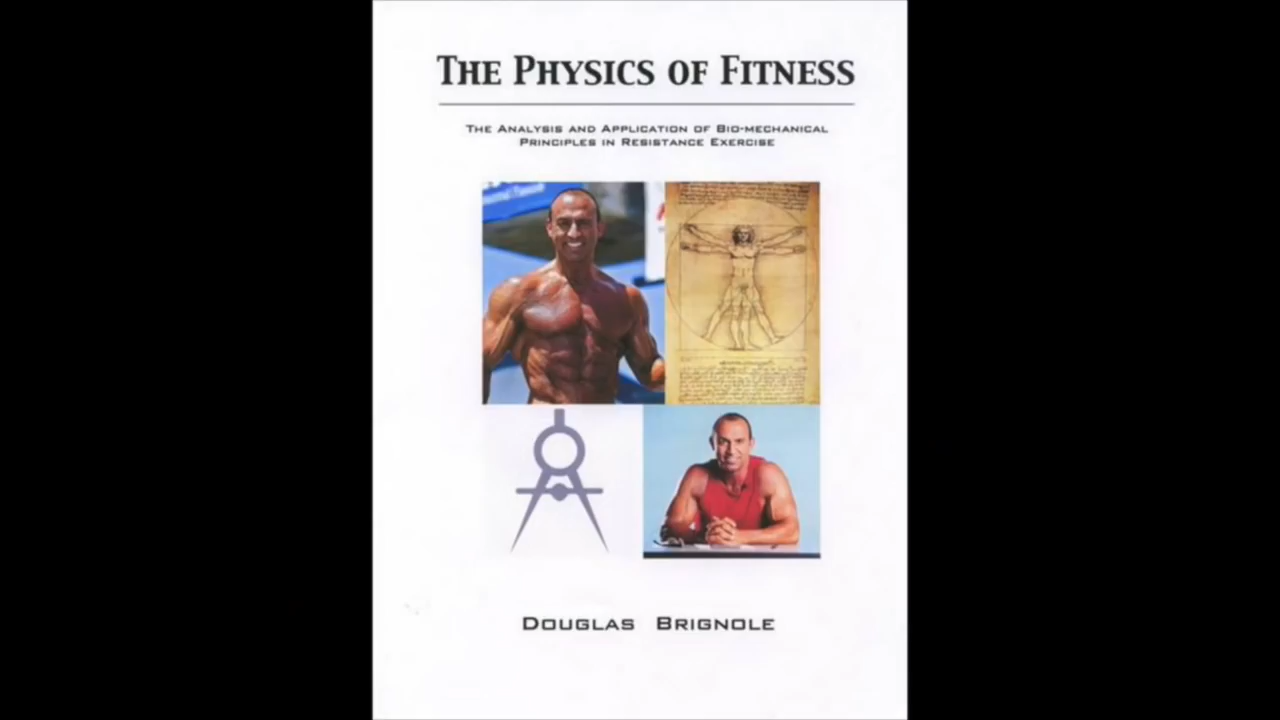 THE PHYSICS OF FITNESS
THE ANALYSIS AND APPLICATION OF BIO-MECHANICAL
PRINCIPLES IN RESISTANCE EXERCISE
DOUGLAS BRIGNOLE